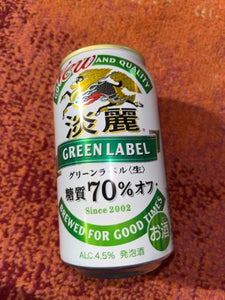 New
AND QUALITY
淡麗
GREEN LABEL
グリーンラベル〈生〉
糖質70%オフ
Since 2002
BREWED FOR GOOD TIMES
お酒
ALC.4.5% 発泡酒